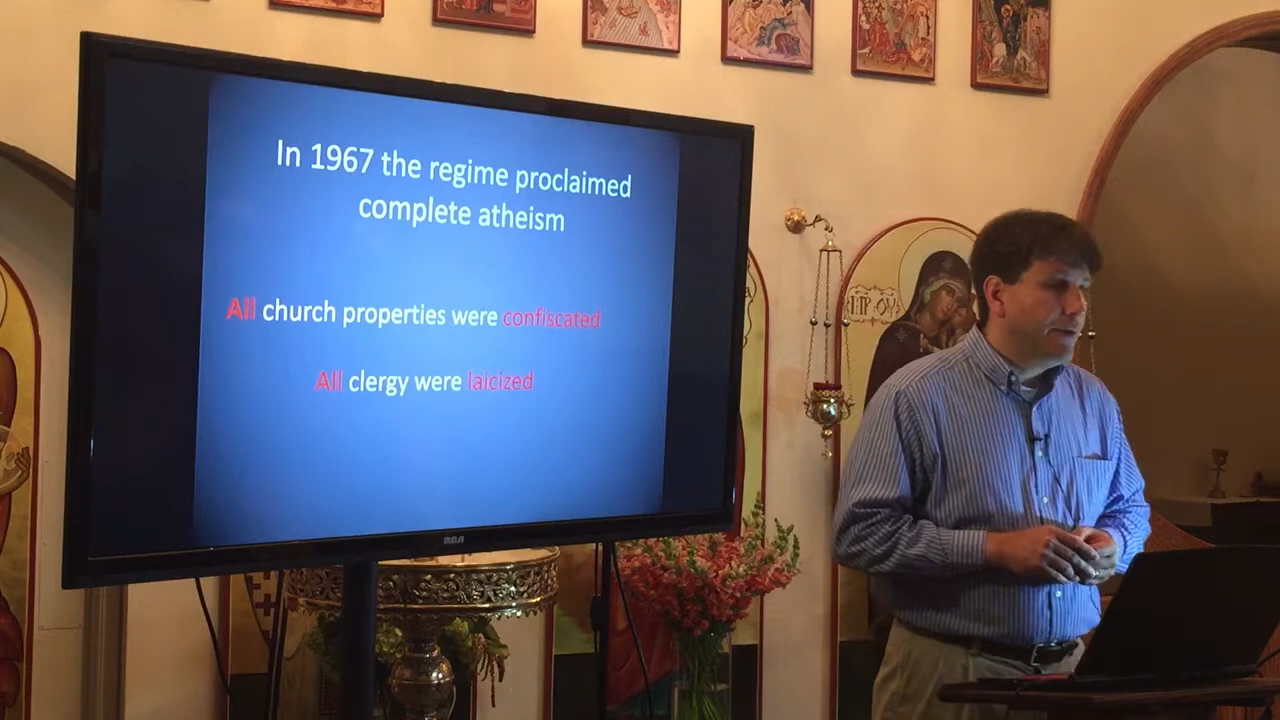 In 1967 the regime proclaimed
complete atheism
All church properties were confiscated
All clergy were laicized
RCA